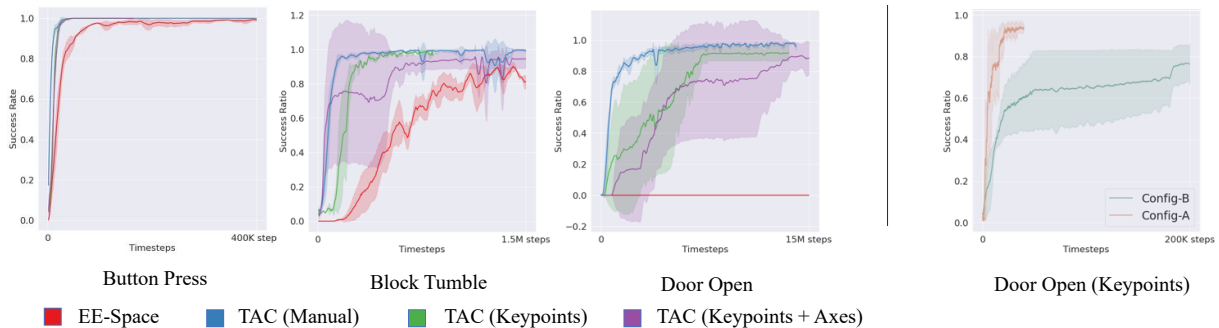 Success Rate
1.0
0.8
0.6
0.4
0.2
0.0
0
400K step
Timesteps
Button Press
Success Ratio
1.2
1.0
0.8
0.6
0.4
0.2
0.0
0
1.5M steps
Timesteps
Block Tumble
Success Ratio
1.0
0.8
0.6
0.4
0.2
0.0
−0.2
0
15M steps
Timesteps
Door Open
Success Rate
1.0
0.8
0.6
0.4
0.2
0.0
Config-B
Config-A
0
200K steps
Timesteps
Door Open (Keypoints)
EE-Space
TAC (Manual)
TAC (Keypoints)
TAC (Keypoints + Axes)